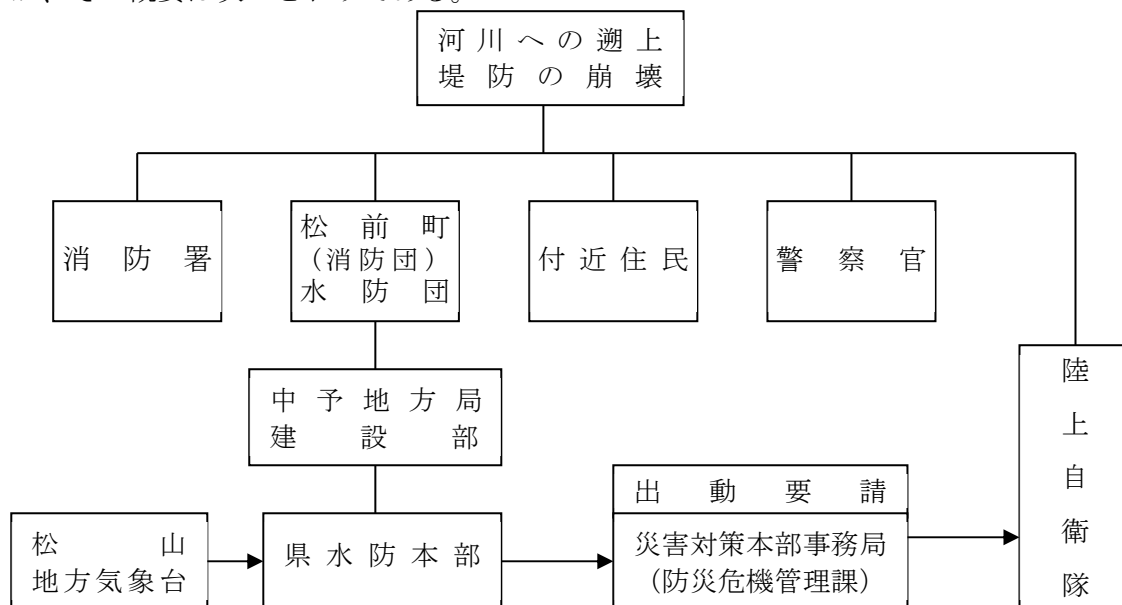 河川への遡上
堤防の崩壊
消防署
松前町
（消防団）
水防団
付近住民
警察官
中予地方局
建設部
陸上自衛隊
出動要請
松山
地方気象台
県水防本部
災害対策本部事務局
（防災危機管理課）